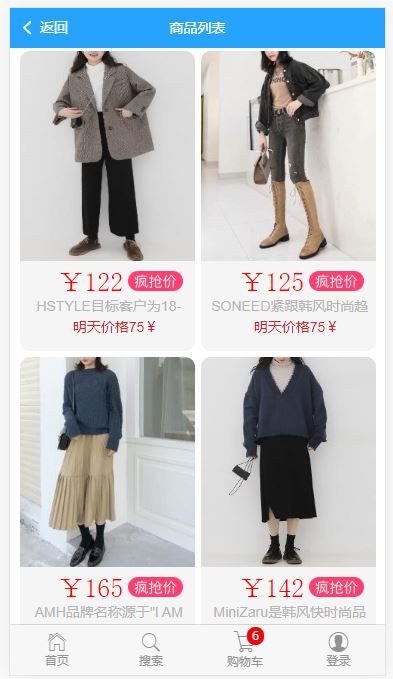 返回
商品列表
￥122 疯抢价
HSTYLE目标客户为18-
明天价格75￥
￥125 疯抢价
SONEED紧跟韩风时尚趋
明天价格75￥
￥165 疯抢价
AMH品牌名称源于"I AM
￥142 疯抢价
MiniZaru是韩风快时尚品
首页
搜索
6
购物车
登录